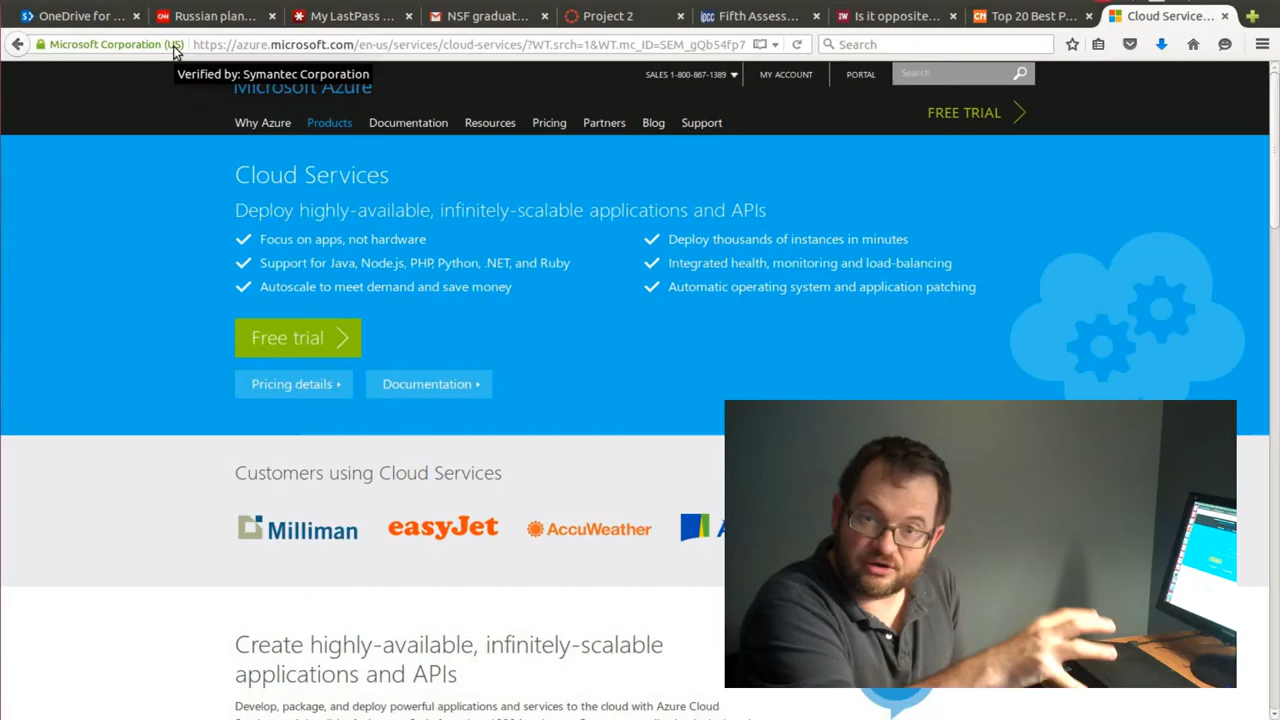 OneDrive for ...
Russian plan...
My LastPass ...
NSF graduat...
Project 2
Fifth Assess...
Is it opposite...
Top 20 Best P...
Cloud Service...
Microsoft Corporation (US)
https://azure.microsoft.com/en-us/services/cloud-services/?WT.srch=1&WT.mc_ID=SEM_gQb54fp7
Search
Verified by: Symantec Corporation
SALES 1-800-867-1389
MY ACCOUNT
PORTAL
Search
Microsoft Azure
FREE TRIAL
Why Azure
Products
Documentation
Resources
Pricing
Partners
Blog
Support
Cloud Services
Deploy highly-available, infinitely-scalable applications and APIs
Focus on apps, not hardware
Deploy thousands of instances in minutes
Support for Java, Node.js, PHP, Python, .NET, and Ruby
Integrated health, monitoring and load-balancing
Autoscale to meet demand and save money
Automatic operating system and application patching
Free trial
Pricing details
Documentation
Customers using Cloud Services
Milliman
easyJet
AccuWeather
Create highly-available, infinitely-scalable
applications and APIs
Develop, package, and deploy powerful applications and services to the cloud with Azure Cloud